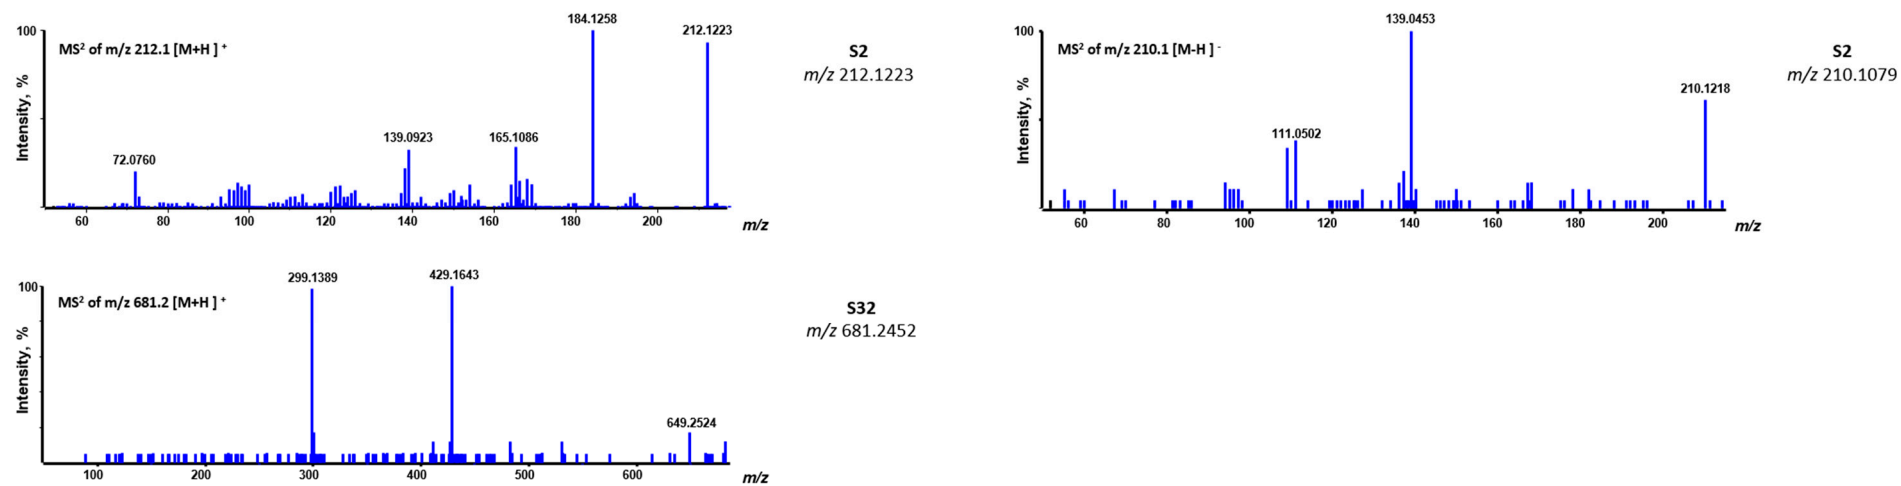 184.1258
212.1223
100
MS² of m/z 212.1 [M+H ] ⁺
139.0923
165.1086
72.0760
Intensity, %
60 80 100 120 140 160 180 200
m/z
S2
m/z 212.1223
139.0453
100
MS² of m/z 210.1 [M-H ] ⁻
210.1218
111.0502
Intensity, %
60 80 100 120 140 160 180 200
m/z
S2
m/z 210.1079
299.1389
429.1643
100
MS² of m/z 681.2 [M+H ] ⁺
649.2524
Intensity, %
100 200 300 400 500 600
m/z
S32
m/z 681.2452